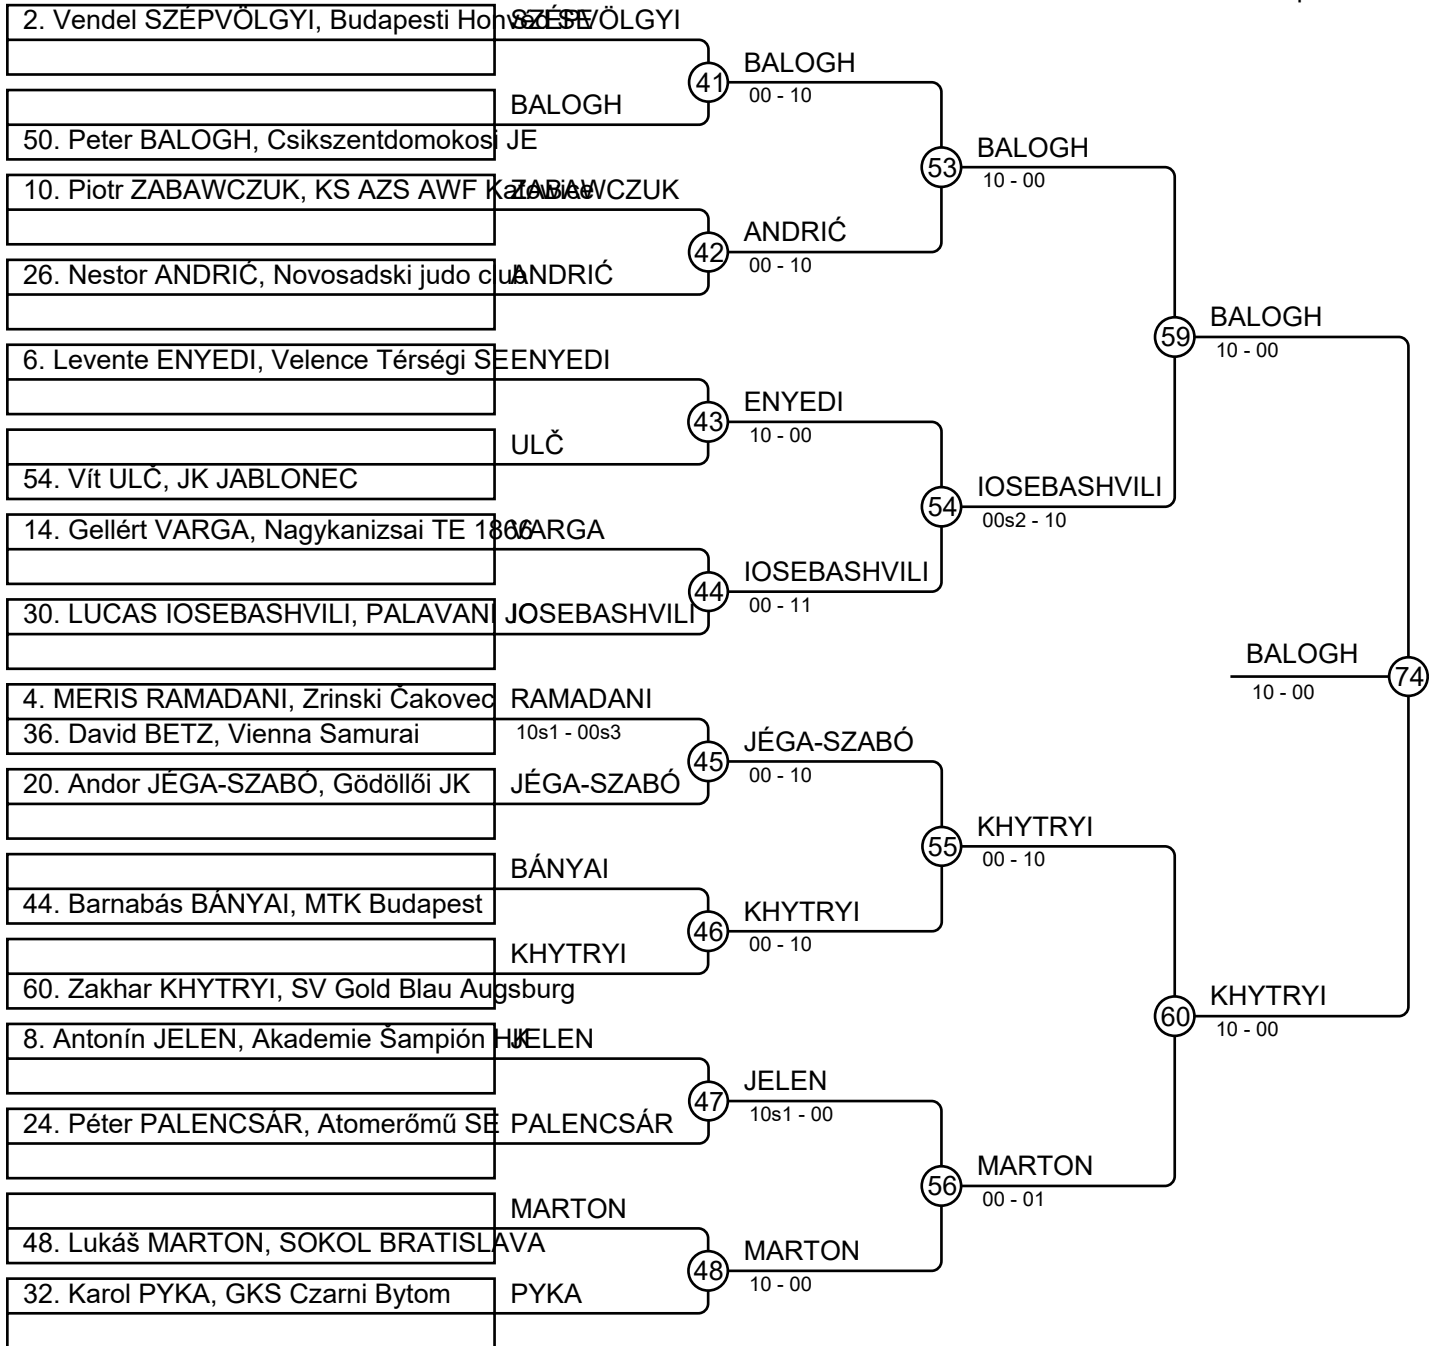 2. Vendel SZÉPVÖLGYI, Budapesti Honvéd SE
SZÉPVÖLGYI
41
BALOGH
00 - 10
BALOGH
50. Peter BALOGH, Csikszentdomokosi JE
53
BALOGH
10 - 00
10. Piotr ZABAWCZUK, KS AZS AWF Katowice
ZABAWCZUK
42
ANDRIĆ
00 - 10
26. Nestor ANDRIĆ, Novosadski judo club
ANDRIĆ
59
BALOGH
10 - 00
6. Levente ENYEDI, Velence Térségi SE
ENYEDI
43
ENYEDI
10 - 00
ULČ
54. Vít ULČ, JK JABLONEC
54
IOSEBASHVILI
00s2 - 10
14. Gellért VARGA, Nagykanizsai TE 1866
VARGA
44
IOSEBASHVILI
00 - 11
30. LUCAS IOSEBASHVILI, PALAVANI JC
IOSEBASHVILI
BALOGH
74
10 - 00
4. MERIS RAMADANI, Zrinski Čakovec
RAMADANI
36. David BETZ, Vienna Samurai
10s1 - 00s3
45
JÉGA-SZABÓ
00 - 10
20. Andor JÉGA-SZABÓ, Gödöllői JK
JÉGA-SZABÓ
55
KHYTRYI
00 - 10
BÁNYAI
44. Barnabás BÁNYAI, MTK Budapest
46
KHYTRYI
00 - 10
KHYTRYI
60. Zakhar KHYTRYI, SV Gold Blau Augsburg
60
KHYTRYI
10 - 00
8. Antonín JELEN, Akademie Šampión HK
JELEN
47
JELEN
10s1 - 00
24. Péter PALENCSÁR, Atomerőmű SE
PALENCSÁR
56
MARTON
00 - 01
MARTON
48. Lukáš MARTON, SOKOL BRATISLAVA
48
MARTON
10 - 00
32. Karol PYKA, GKS Czarni Bytom
PYKA